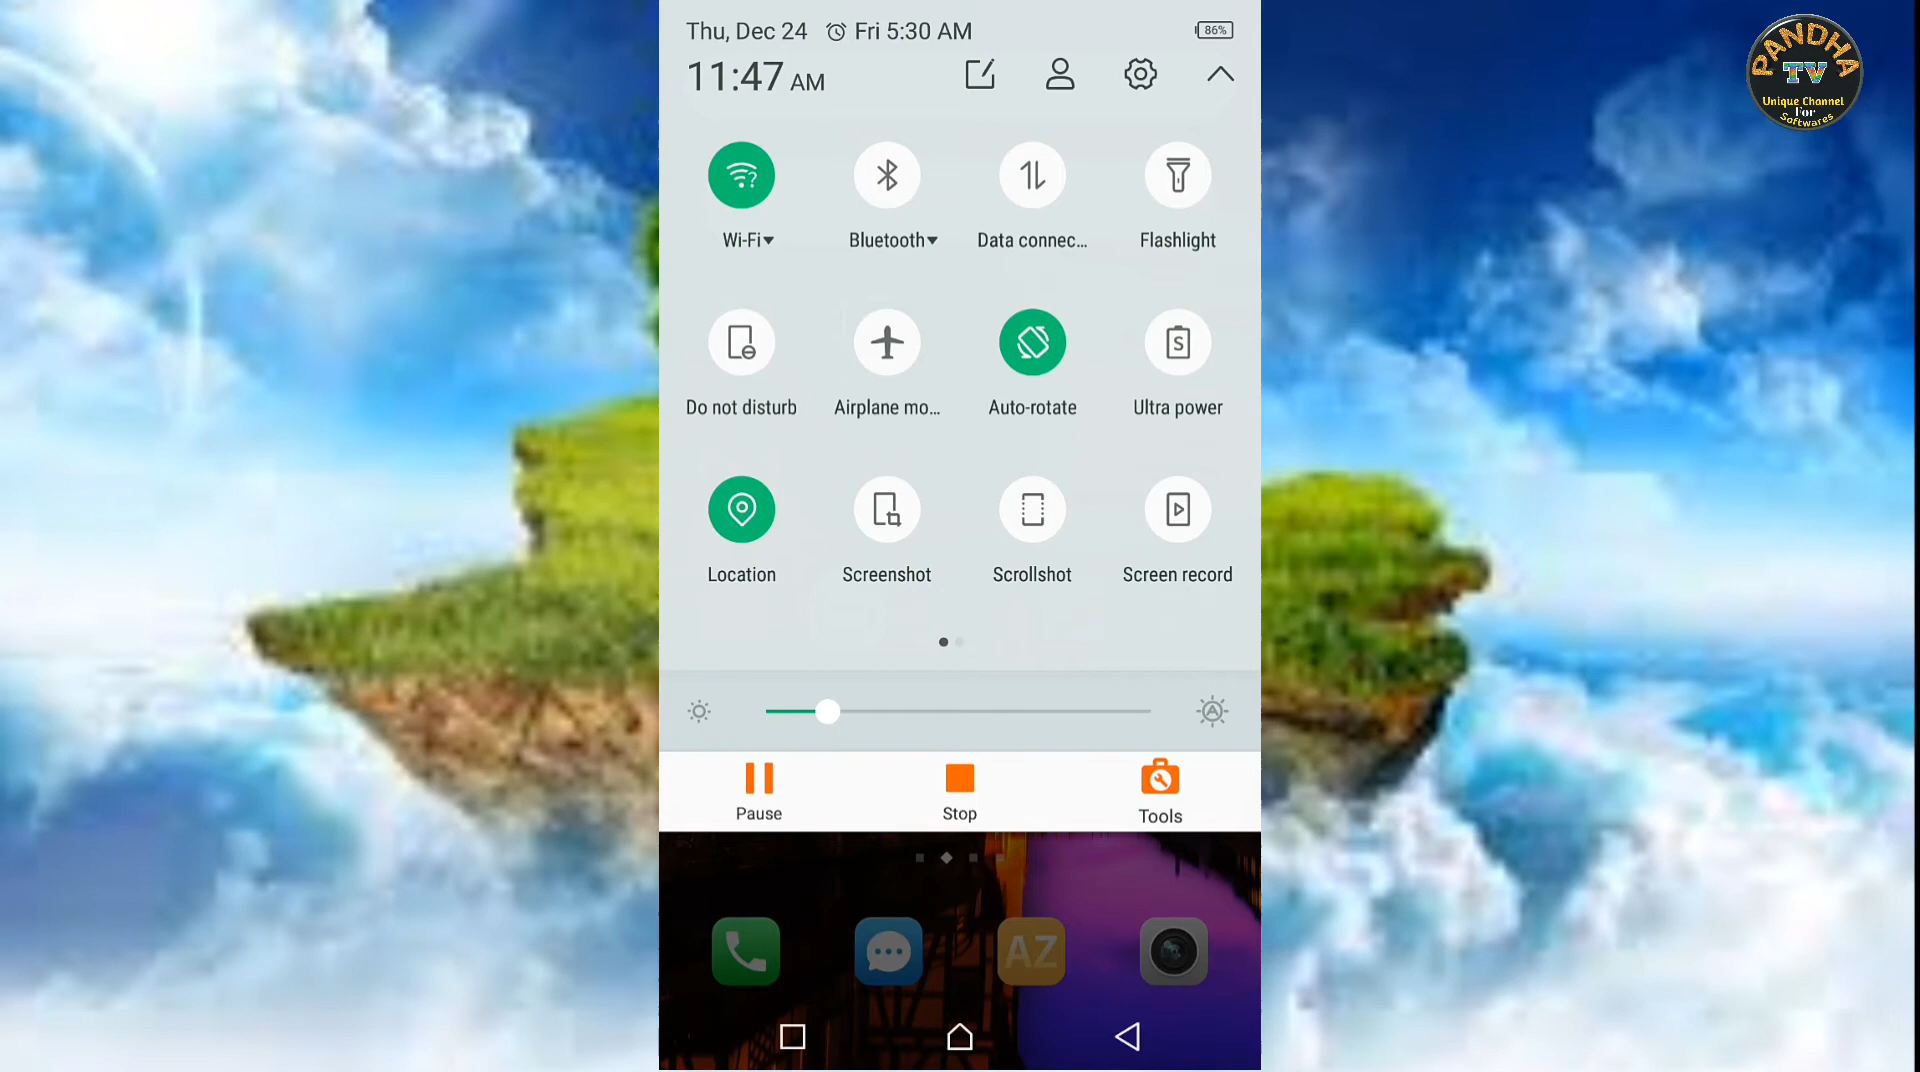 Thu, Dec 24 Fri 5:30 AM 86%
11:47 AM
Wi-Fi Bluetooth Data connec... Flashlight
Do not disturb Airplane mo... Auto-rotate Ultra power
Location Screenshot Scrollshot Screen record
Pause Stop Tools
AZ
PANDHA
TV
Unique Channel
For
Softwares